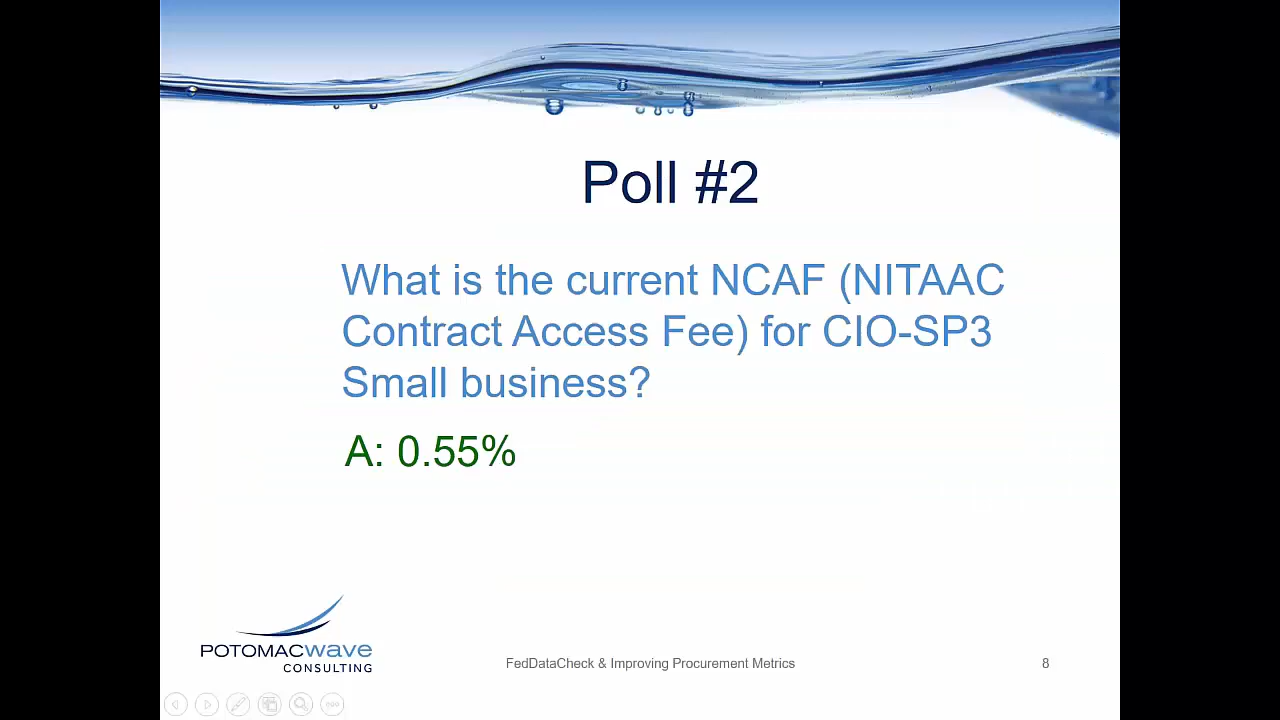 Poll #2
What is the current NCAF (NITAAC
Contract Access Fee) for CIO-SP3
Small business?
A: 0.55%
POTOMACWAVE
CONSULTING
FedDataCheck & Improving Procurement Metrics
8